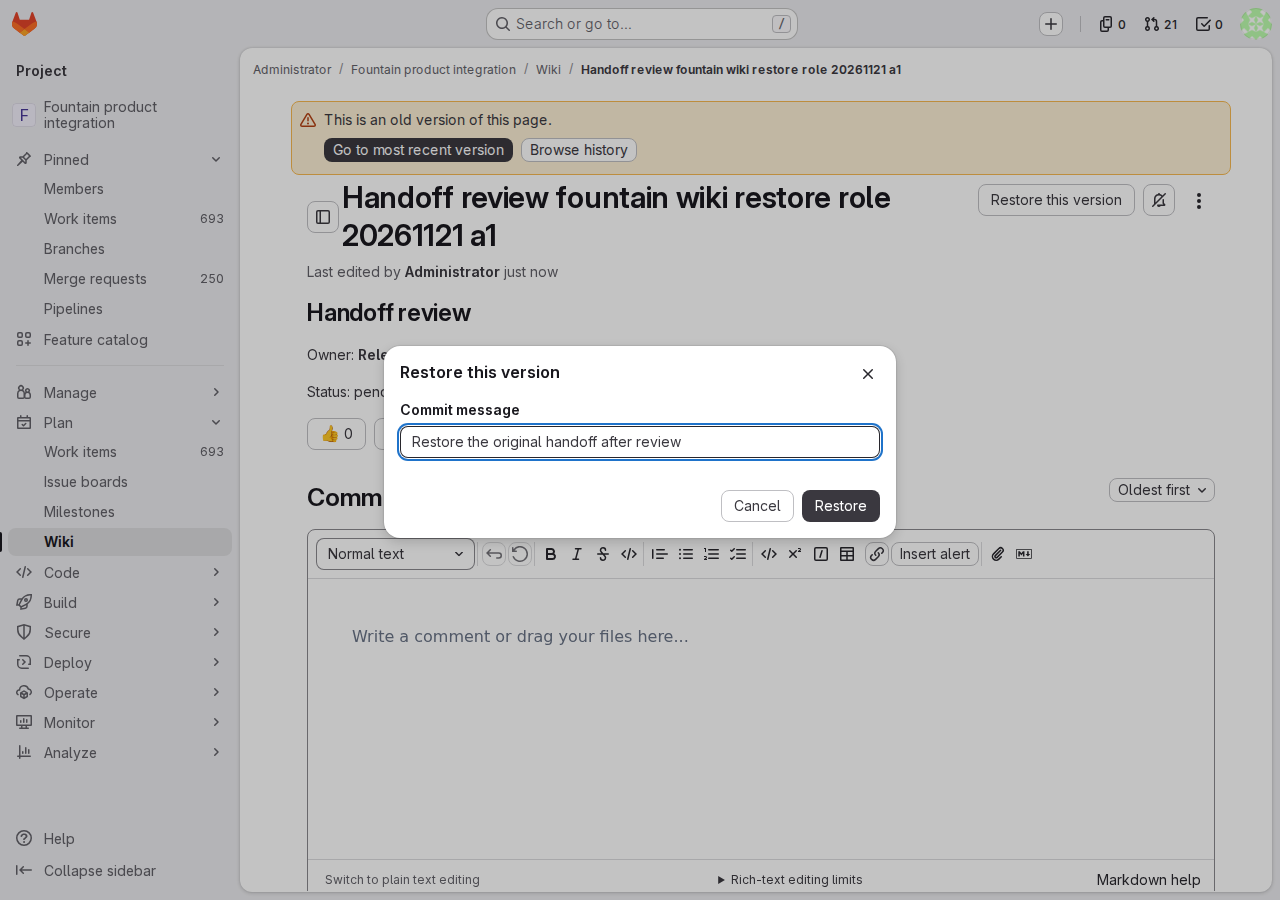 Search or go to...
/
0
21
0
Project
F
Fountain product integration
Pinned
Members
Work items 693
Branches
Merge requests 250
Pipelines
Feature catalog
Manage
Plan
Work items 693
Issue boards
Milestones
Wiki
Code
Build
Secure
Deploy
Operate
Monitor
Analyze
Help
Collapse sidebar
Administrator / Fountain product integration / Wiki / Handoff review fountain wiki restore role 20261121 a1
This is an old version of this page.
Go to most recent version Browse history
Handoff review fountain wiki restore role
20261121 a1
Restore this version
Last edited by Administrator just now
Handoff review
Owner:
Status:
👍 0
Restore this version
Commit message
Restore the original handoff after review
Cancel Restore
Oldest first
Normal text
Insert alert
Write a comment or drag your files here…
Switch to plain text editing
Rich-text editing limits
Markdown help